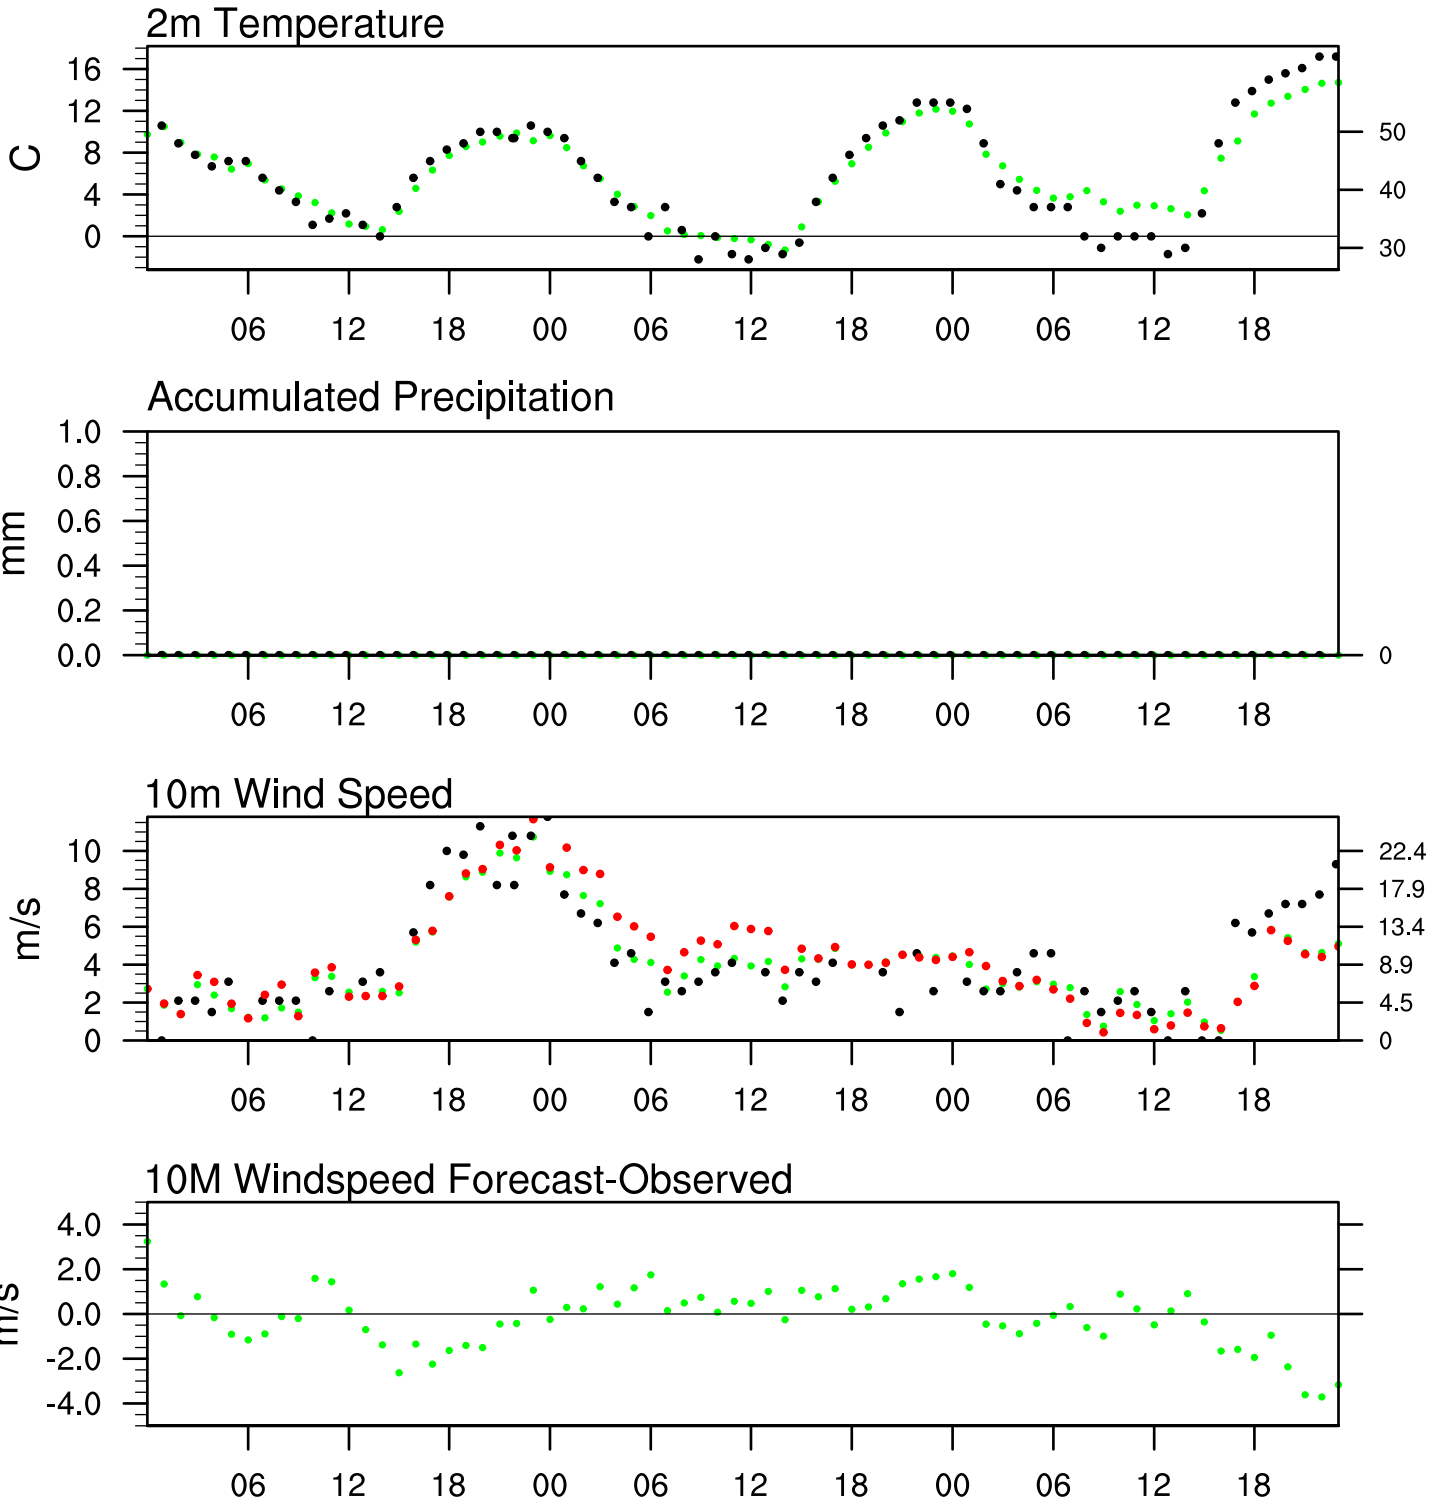 2m Temperature
16
12
8
4
0
C
50
40
30
06 12 18 00 06 12 18 00 06 12 18
Accumulated Precipitation
1.0
0.8
0.6
0.4
0.2
0.0
mm
0
06 12 18 00 06 12 18 00 06 12 18
10m Wind Speed
10
8
6
4
2
0
m/s
22.4
17.9
13.4
8.9
4.5
0
06 12 18 00 06 12 18 00 06 12 18
10M Windspeed Forecast-Observed
4.0
2.0
0.0
-2.0
-4.0
m/s
06 12 18 00 06 12 18 00 06 12 18